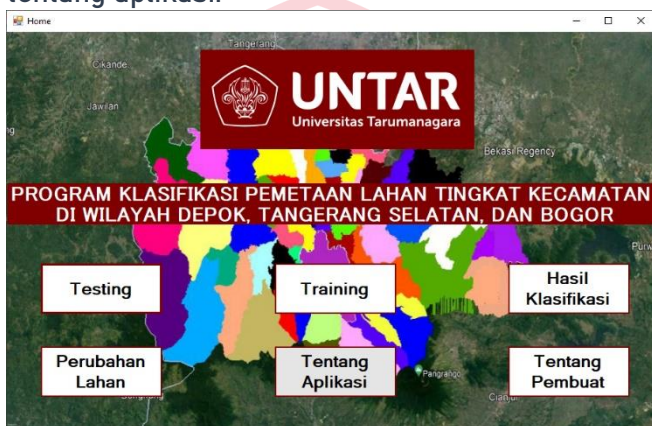 tentang aplikasi.
Home
Tangerang
Cikande
Jawilan
UNTAR
Universitas Tarumanagara
Bekasi Regency
PROGRAM KLASIFIKASI PEMETAAN LAHAN TINGKAT KECAMATAN
DI WILAYAH DEPOK, TANGERANG SELATAN, DAN BOGOR
Testing
Training
Hasil
Klasifikasi
Perubahan
Lahan
Tentang
Aplikasi
Tentang
Pembuat
Pangrango